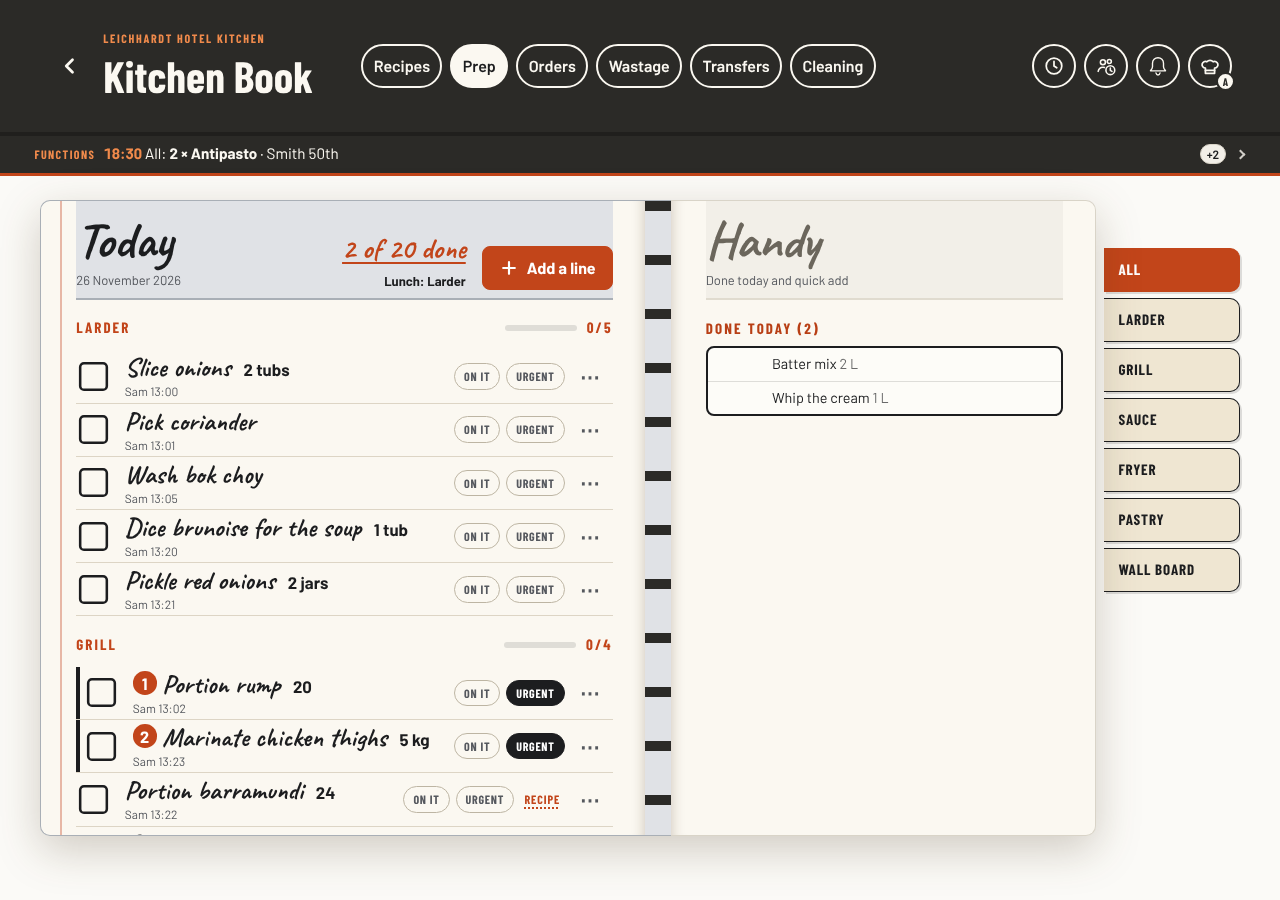 LEICHHARDT HOTEL KITCHEN
Kitchen Book
Recipes
Prep
Orders
Wastage
Transfers
Cleaning
A
FUNCTIONS 18:30 All: 2 × Antipasto · Smith 50th
+2
Today
26 November 2026
2 of 20 done
Lunch: Larder
+ Add a line
LARDER 0/5
Slice onions 2 tubs ON IT URGENT ...
Sam 13:00
Pick coriander ON IT URGENT ...
Sam 13:01
Wash bok choy ON IT URGENT ...
Sam 13:05
Dice brunoise for the soup 1 tub ON IT URGENT ...
Sam 13:20
Pickle red onions 2 jars ON IT URGENT ...
Sam 13:21
GRILL 0/4
1 Portion rump 20 ON IT URGENT ...
Sam 13:02
2 Marinate chicken thighs 5 kg ON IT URGENT ...
Sam 13:23
Portion barramundi 24 ON IT URGENT RECIPE ...
Sam 13:22
Handy
Done today and quick add
DONE TODAY (2)
Batter mix 2 L
Whip the cream 1 L
ALL
LARDER
GRILL
SAUCE
FRYER
PASTRY
WALL BOARD